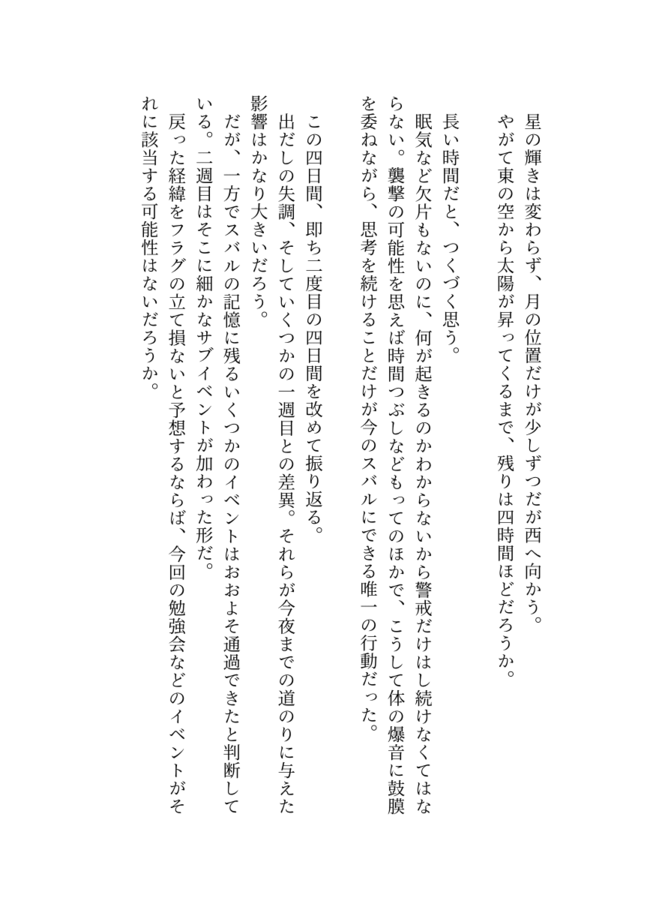 星の輝きは変わらず、月の位置だけが少しずつだが西へ向かう。
やがて東の空から太陽が昇ってくるまで、残りは四時間ほどだろうか。
長い時間だと、つくづく思う。
眠気など欠片もないのに、何が起きるのかわからないから警戒だけはし続けなくてはな
らない。襲撃の可能性を思えば時間つぶしなどもってのほかで、こうして体の爆音に鼓膜
を委ねながら、思考を続けることだけが今のスバルにできる唯一の行動だった。
この四日間、即ち二度目の四日間を改めて振り返る。
出だしの失調、そしていくつかの一週目との差異。それらが今夜までの道のりに与えた
影響はかなり大きいだろう。
だが、一方でスバルの記憶に残るいくつかのイベントはおおよそ通過できたと判断して
いる。二週目はそこに細かなサブイベントが加わった形だ。
戻った経緯をフラグの立て損ないと予想するならば、今回の勉強会などのイベントがそ
れに該当する可能性はないだろうか。